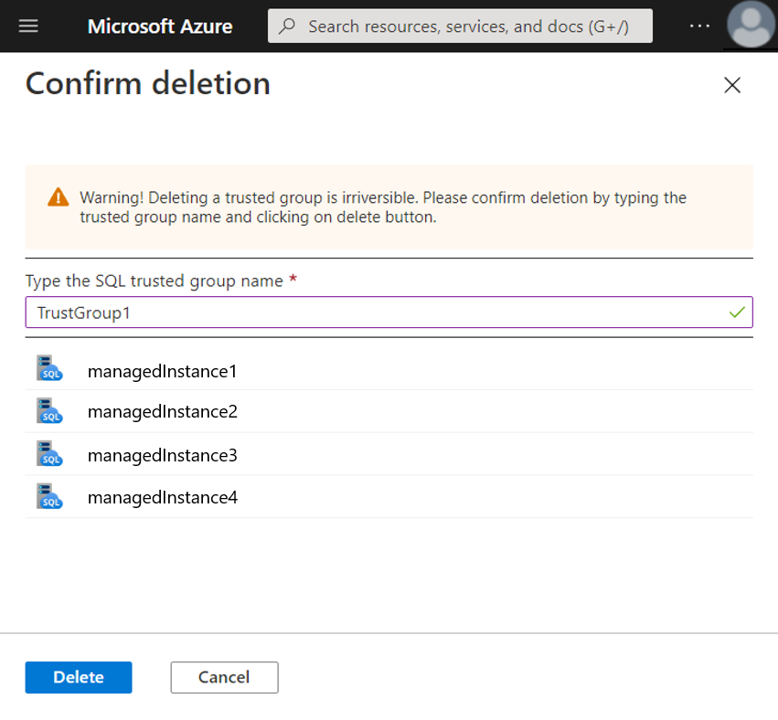 Microsoft Azure
Search resources, services, and docs (G+/)
Confirm deletion
Warning! Deleting a trusted group is irriversible. Please confirm deletion by typing the
trusted group name and clicking on delete button.
Type the SQL trusted group name *
TrustGroup1
SQL managedInstance1
SQL managedInstance2
SQL managedInstance3
SQL managedInstance4
Delete Cancel